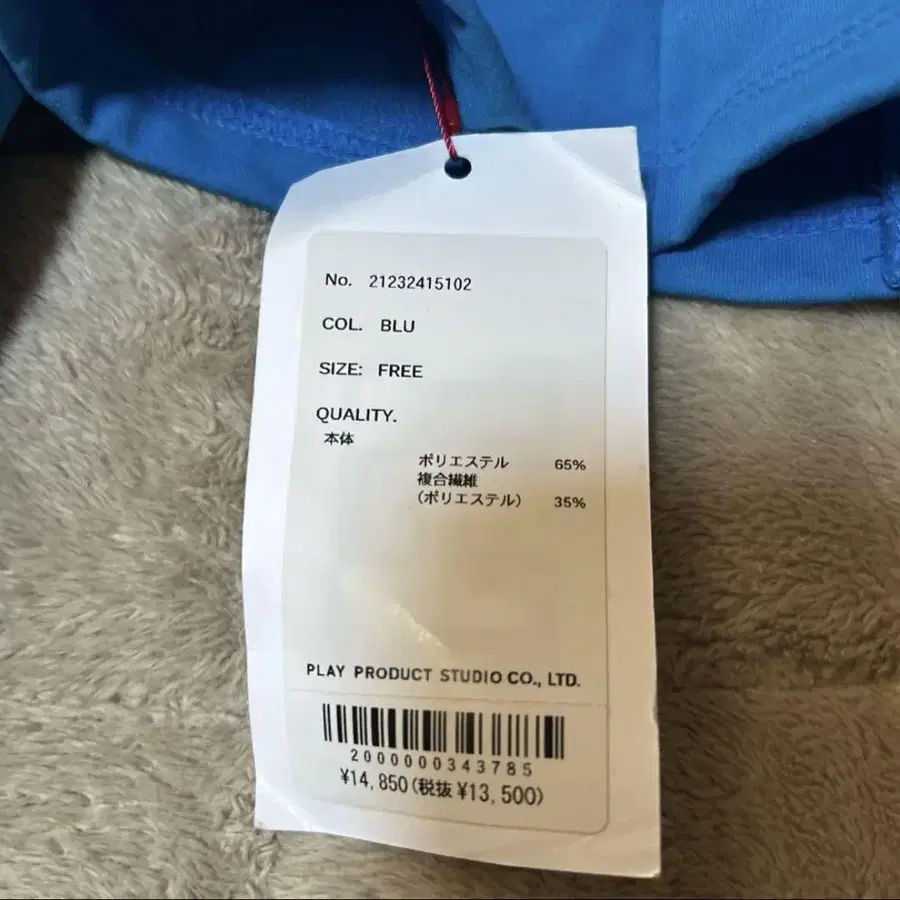 No. 21232415102
COL. BLU
SIZE: FREE
QUALITY.
本体
ポリエステル 65%
複合繊維
(ポリエステル) 35%
PLAY PRODUCT STUDIO CO., LTD.
2000000343785
¥14,850(税抜¥13,500)